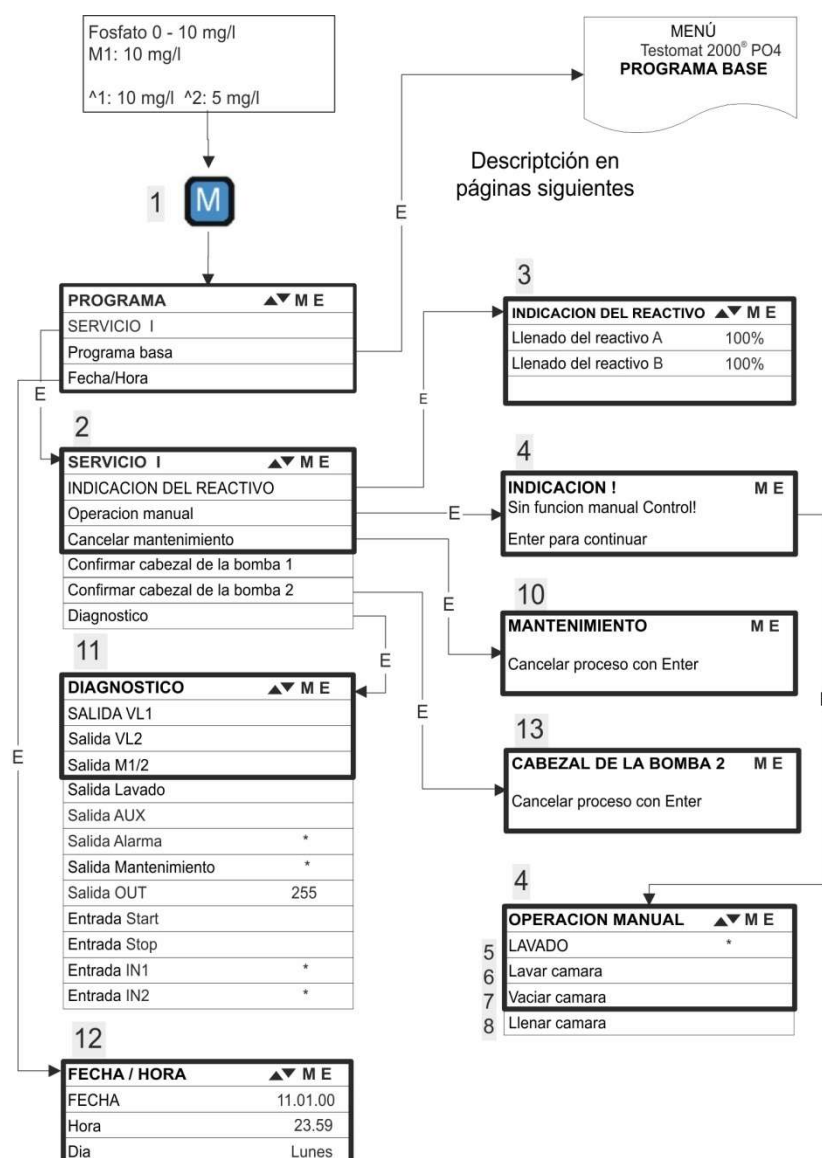 Fosfato 0 - 10 mg/l
M1: 10 mg/l
^1: 10 mg/l ^2: 5 mg/l
MENÚ
Testomat 2000® PO4
PROGRAMA BASE
Descriptción en
páginas siguientes
1
M
E
PROGRAMA ▲▼ M E
SERVICIO I
Programa basa
Fecha/Hora
E
2
SERVICIO I ▲▼ M E
INDICACION DEL REACTIVO
Operacion manual
Cancelar mantenimiento
Confirmar cabezal de la bomba 1
Confirmar cabezal de la bomba 2
Diagnostico
3
INDICACION DEL REACTIVO ▲▼ M E
Llenado del reactivo A 100%
Llenado del reactivo B 100%
E
4
INDICACION ! M E
Sin funcion manual Control!
Enter para continuar
E
10
MANTENIMIENTO M E
Cancelar proceso con Enter
E
13
CABEZAL DE LA BOMBA 2 M E
Cancelar proceso con Enter
E
11
E
DIAGNOSTICO ▲▼ M E
SALIDA VL1
Salida VL2
Salida M1/2
Salida Lavado
Salida AUX
Salida Alarma *
Salida Mantenimiento *
Salida OUT 255
Entrada Start
Entrada Stop
Entrada IN1 *
Entrada IN2 *
E
4
OPERACION MANUAL ▲▼ M E
5 LAVADO *
6 Lavar camara
7 Vaciar camara
8 Llenar camara
12
FECHA / HORA ▲▼ M E
FECHA 11.01.00
Hora 23.59
Dia Lunes